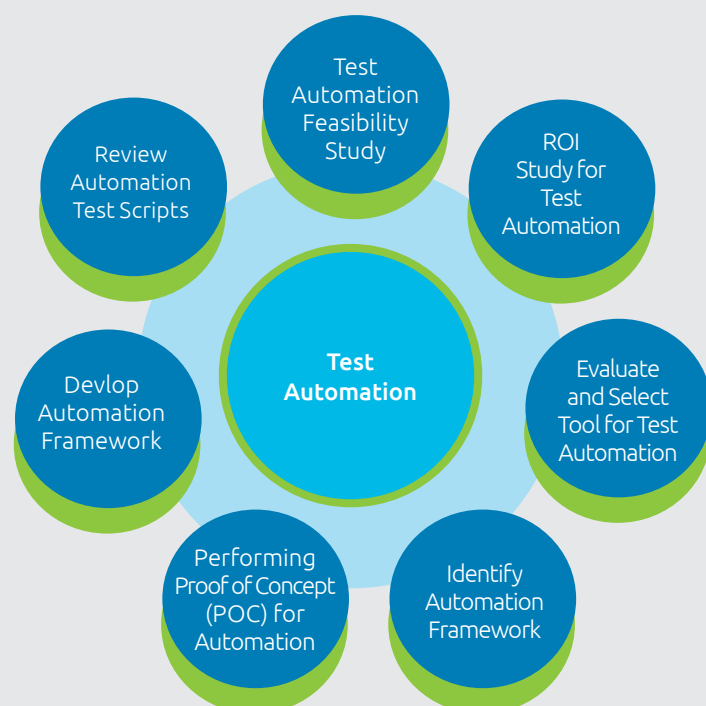 Test
Automation
Feasibility
Study
ROI
Study for
Test
Automation
Evaluate
and Select
Tool for Test
Automation
Identify
Automation
Framework
Performing
Proof of Concept
(POC) for
Automation
Devlop
Automation
Framework
Review
Automation
Test Scripts
Test
Automation